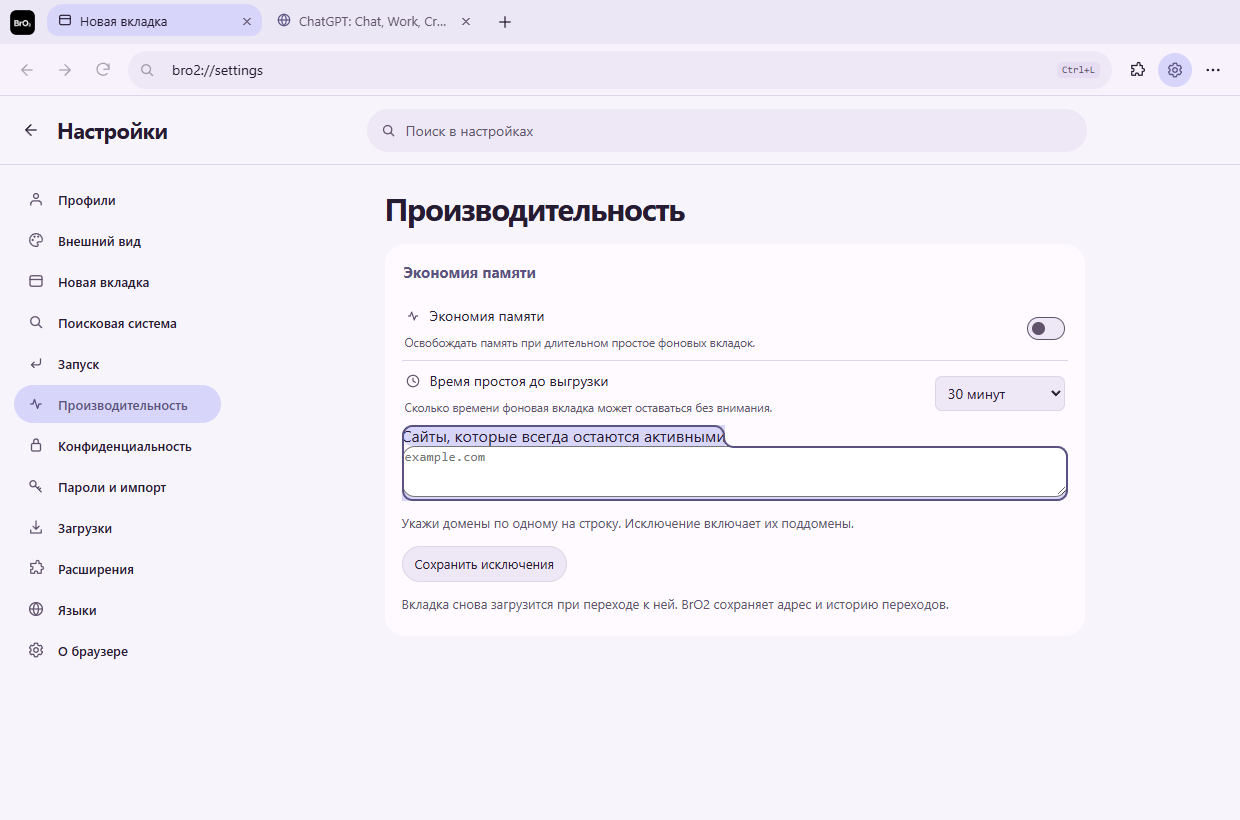 BrO₂
Новая вкладка
ChatGPT: Chat, Work, Cr...
bro2://settings
Ctrl+L
Настройки
Поиск в настройках
Профили
Внешний вид
Новая вкладка
Поисковая система
Запуск
Производительность
Конфиденциальность
Пароли и импорт
Загрузки
Расширения
Языки
О браузере
Производительность
Экономия памяти
Экономия памяти
Освобождать память при длительном простое фоновых вкладок.
Время простоя до выгрузки
30 минут
Сколько времени фоновая вкладка может оставаться без внимания.
Сайты, которые всегда остаются активными
example.com
Укажи домены по одному на строку. Исключение включает их поддомены.
Сохранить исключения
Вкладка снова загрузится при переходе к ней. BrO2 сохраняет адрес и историю переходов.